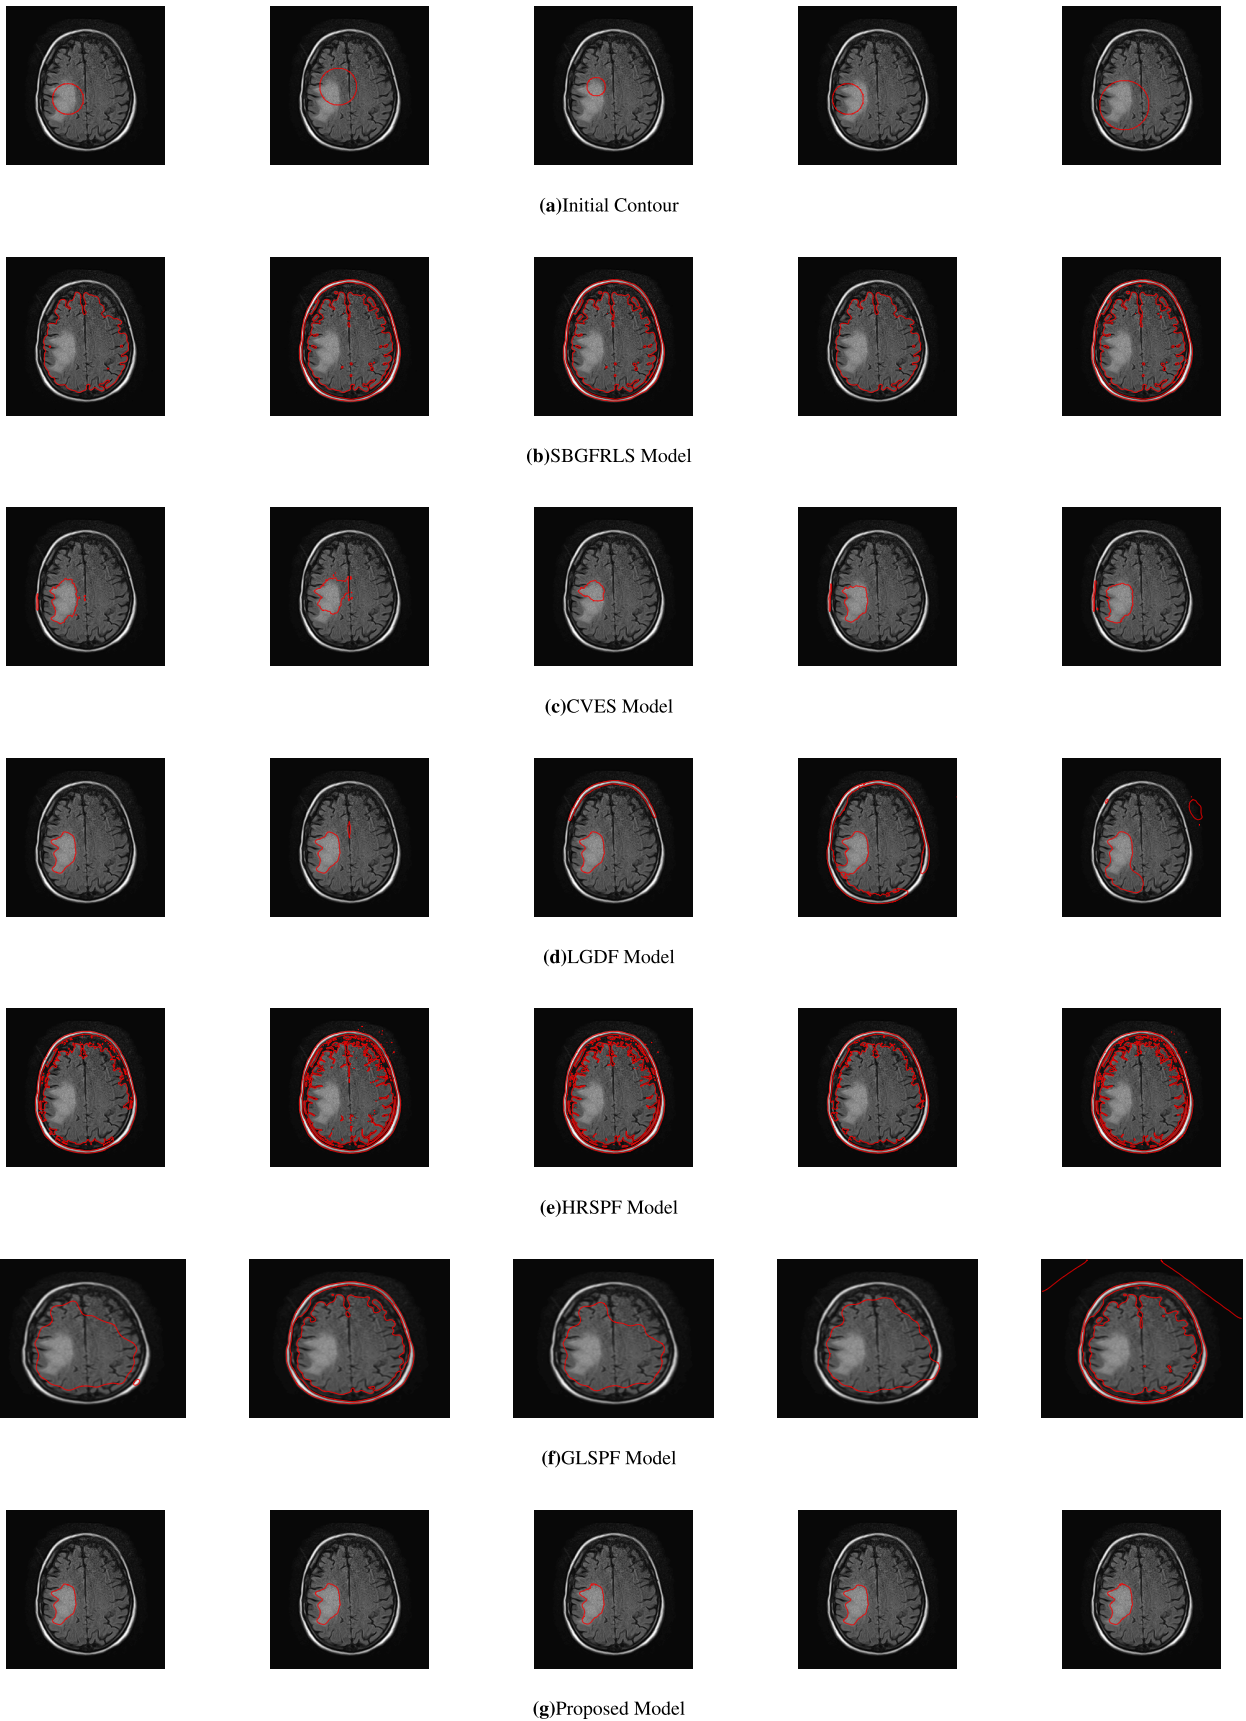 (a)Initial Contour
(b)SBGFRLS Model
(c)CVES Model
(d)LGDF Model
(e)HRSPF Model
(f)GLSPF Model
(g)Proposed Model